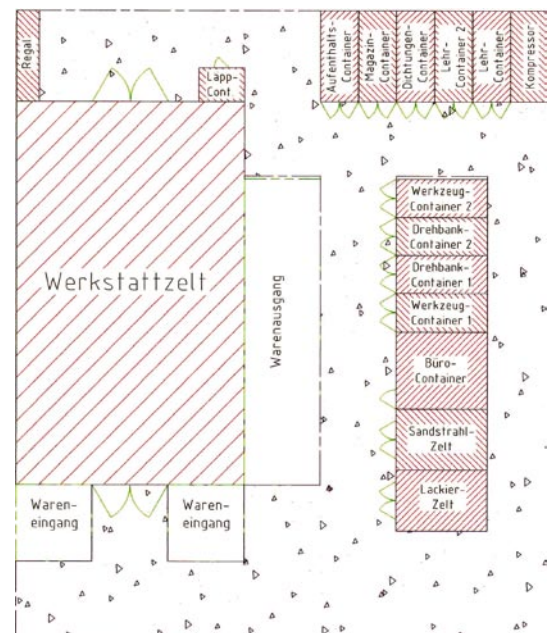 Regal
Lapp-
Cont.
Aufenthalts-
Container
Magazin-
Container
Dichtungen-
Container
Lehr-
Container 2
Lehr-
Container
Kompressor
Werkstattzelt
Warenausgang
Werkzeug-
Container 2
Drehbank-
Container 2
Drehbank-
Container 1
Werkzeug-
Container 1
Büro-
Container
Sandstrahl-
Zelt
Lackier-
Zelt
Waren-
eingang
Waren-
eingang